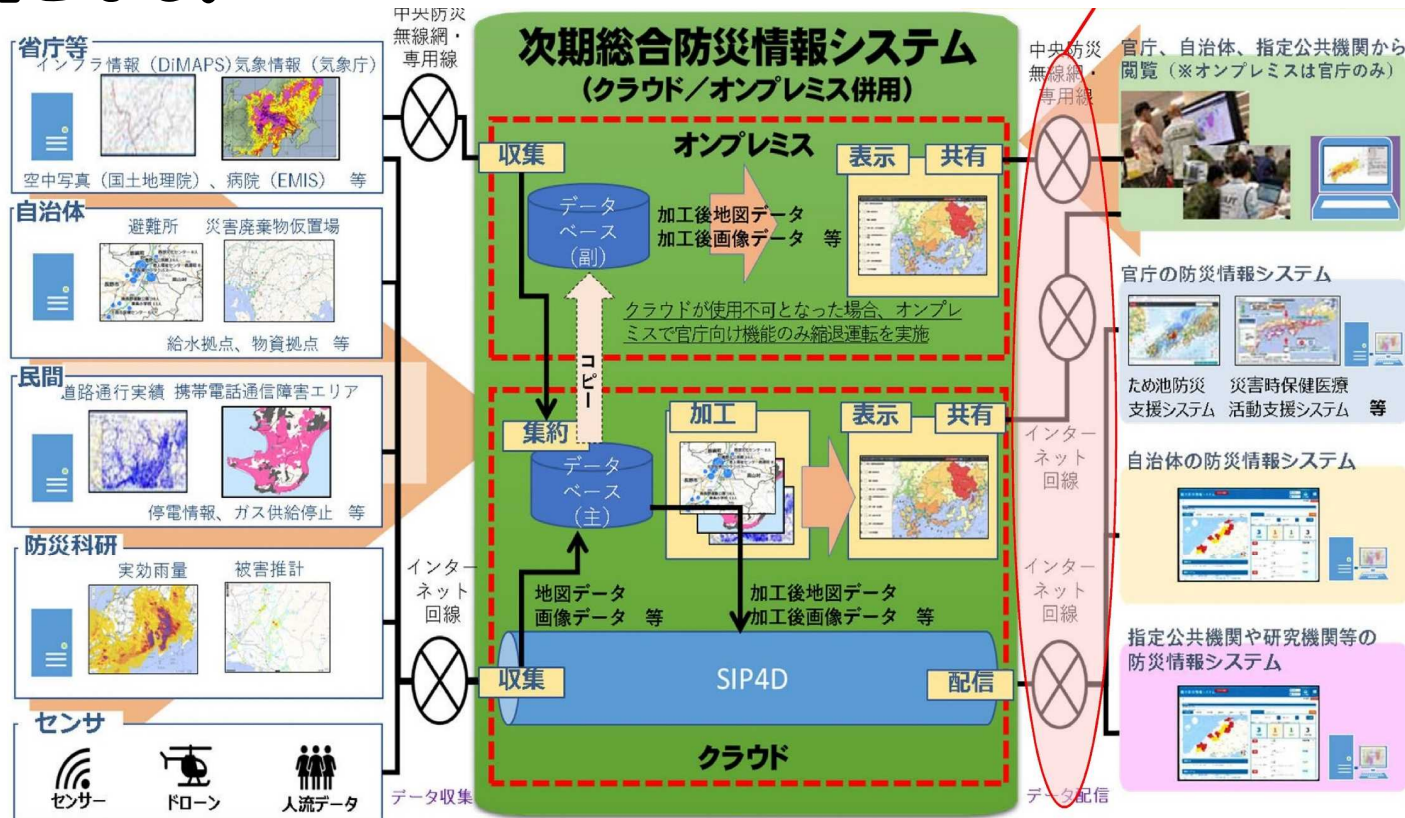 中央防災
無線網・
専用線
省庁等
インフラ情報（DiMAPS)気象情報（気象庁）
空中写真（国土地理院）、病院（EMIS） 等
自治体
避難所 災害廃棄物仮置場
給水拠点、物資拠点 等
民間
道路通行実績 携帯電話通信障害エリア
停電情報、ガス供給停止 等
防災科研
実効雨量 被害推計
センサ
センサー ドローン 人流データ
データ収集
インター
ネット
回線
次期総合防災情報システム
（クラウド／オンプレミス併用）
オンプレミス
収集
表示
共有
データ
ベース
（副）
加工後地図データ
加工後画像データ 等
クラウドが使用不可となった場合、オンプレ
ミスで官庁向け機能のみ縮退運転を実施
コピー
集約
加工
表示
共有
データ
ベース
（主）
地図データ
画像データ 等
加工後地図データ
加工後画像データ 等
収集
SIP4D
配信
クラウド
中央防災
無線網・
専用線
インター
ネット
回線
インター
ネット
回線
データ配信
官庁、自治体、指定公共機関から
閲覧（※オンプレミスは官庁のみ）
官庁の防災情報システム
ため池防災
支援システム
災害時保健医療
活動支援システム 等
自治体の防災情報システム
指定公共機関や研究機関等の
防災情報システム